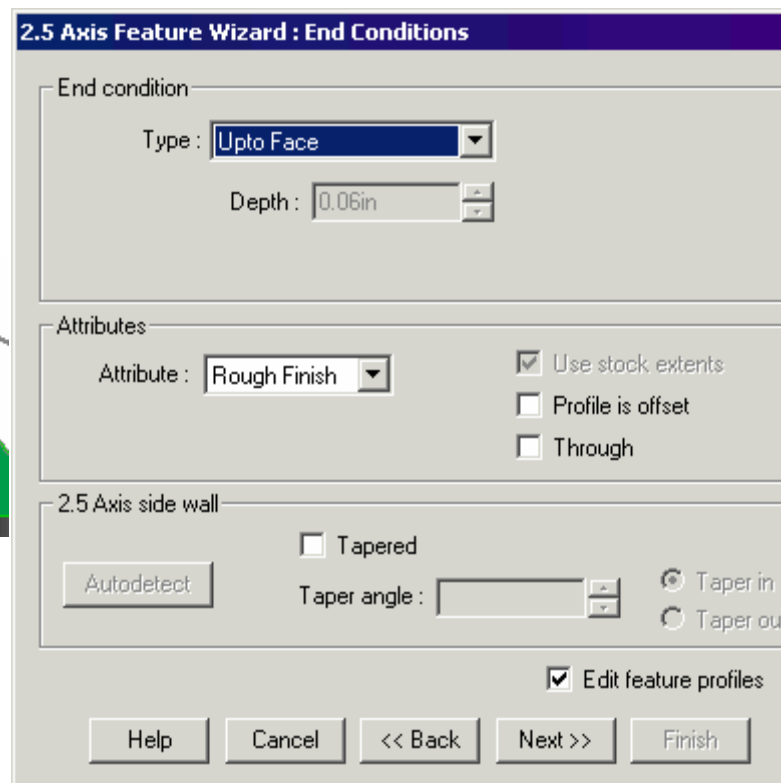 2.5 Axis Feature Wizard : End Conditions
End condition
Type : Upto Face
Depth : 0.06in
Attributes
Attribute : Rough Finish
Use stock extents
Profile is offset
Through
2.5 Axis side wall
Tapered
Autodetect
Taper angle :
Taper in
Taper ou
Edit feature profiles
Help Cancel << Back Next >> Finish